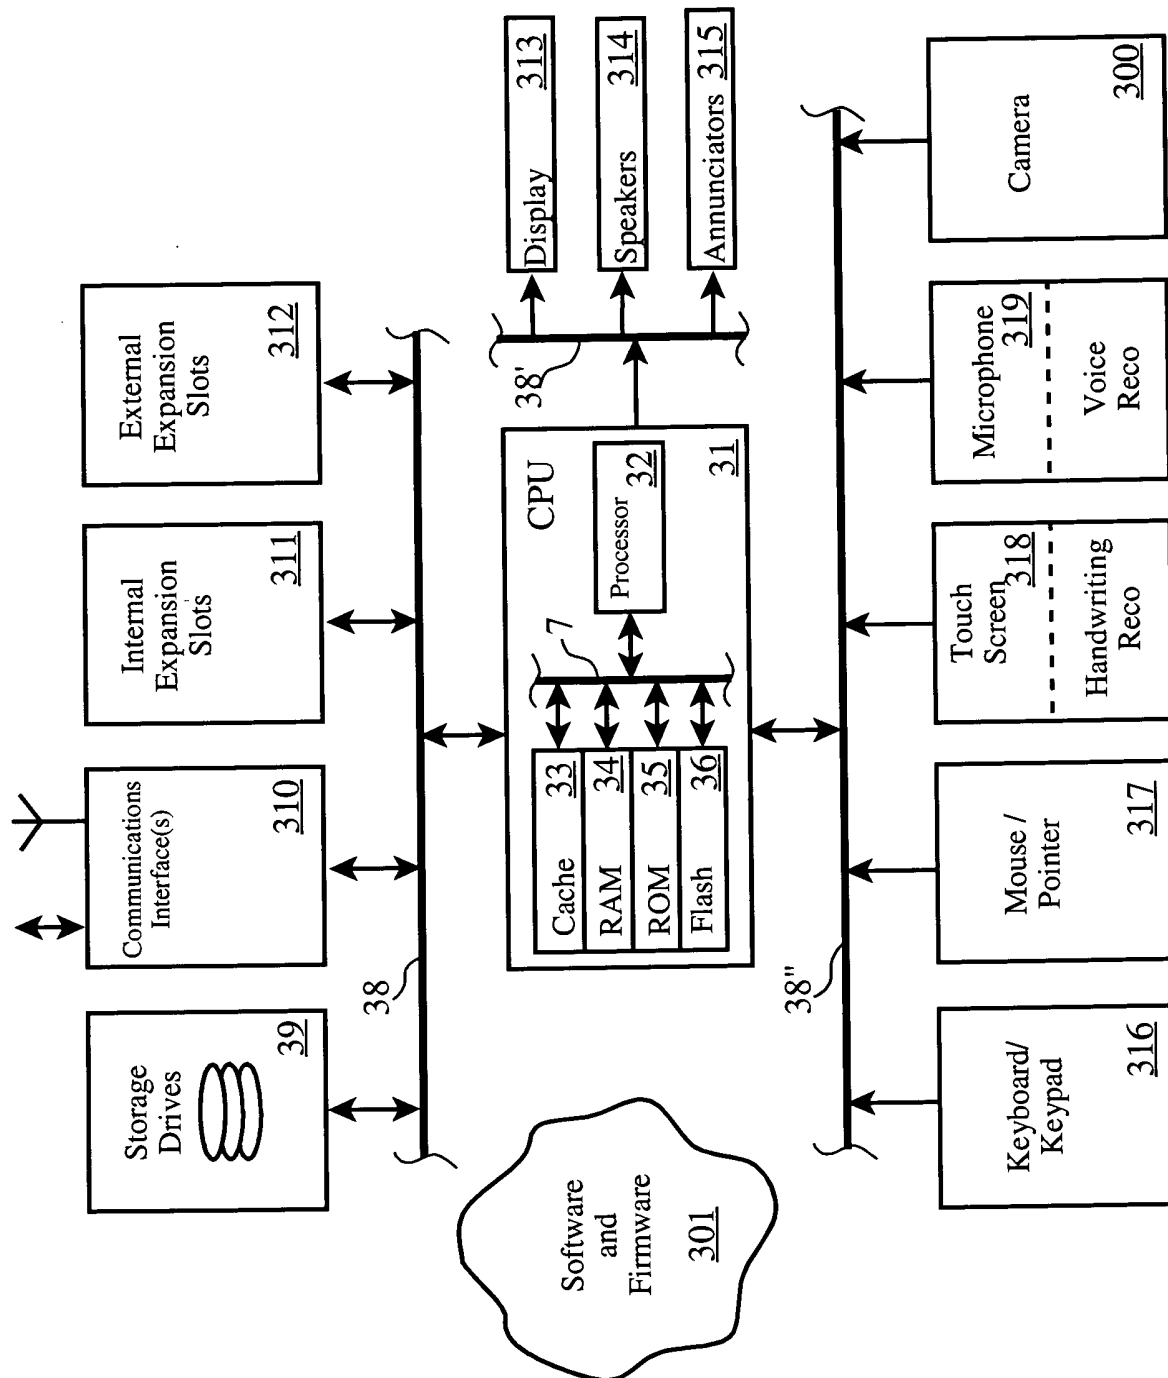 Storage
Drives
39
Communications
Interface(s)
310
Internal
Expansion
Slots
311
External
Expansion
Slots
312
38
Software
and
Firmware
301
CPU
Cache 33
RAM 34
ROM 35
Flash 36
7
Processor
32
31
38'
Display 313
Speakers 314
Annunciators 315
38"
Keyboard/
Keypad
316
Mouse /
Pointer
317
Touch
Screen
318
Handwriting
Reco
Microphone
319
Voice
Reco
Camera
300